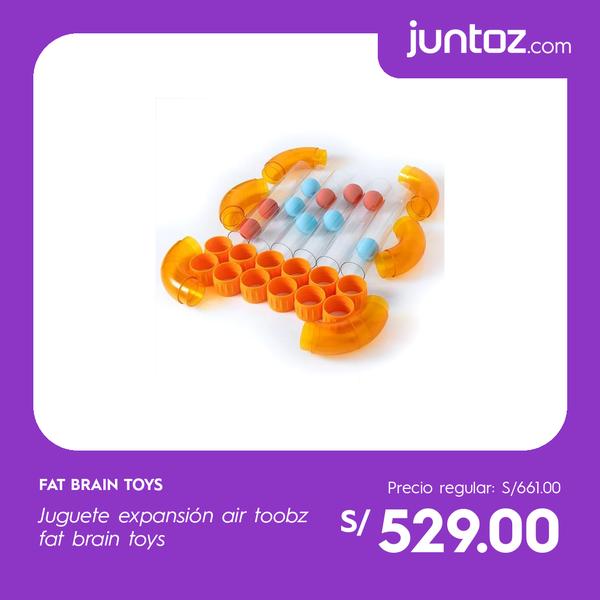 juntoz.com
FAT BRAIN TOYS
Juguete expansión air toobz
fat brain toys
Precio regular: S/661.00
S/ 529.00